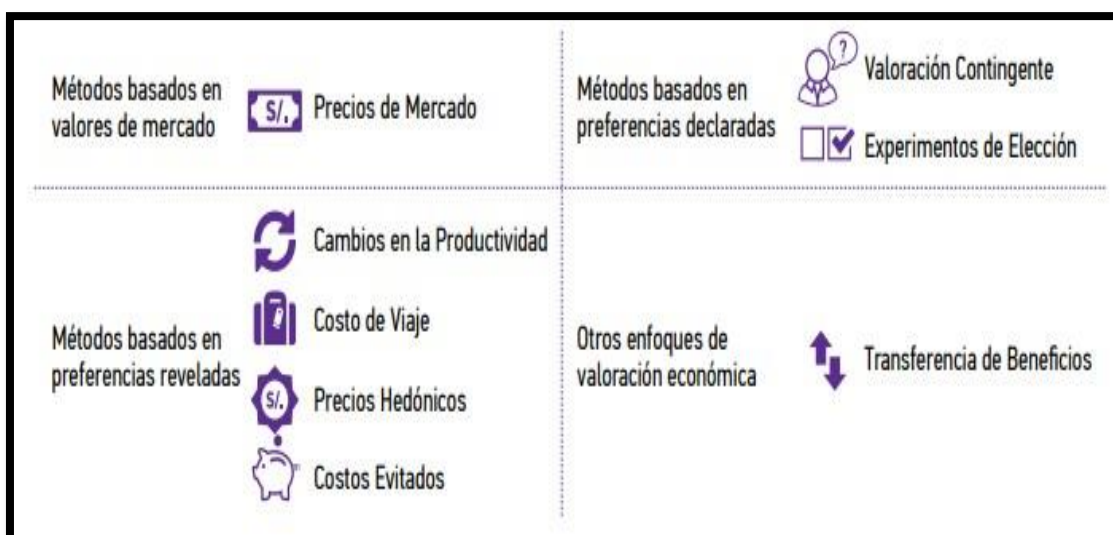 Métodos basados en
valores de mercado
S/.
Precios de Mercado
Métodos basados en
preferencias declaradas
?
Valoración Contingente
Experimentos de Elección
Métodos basados en
preferencias reveladas
Cambios en la Productividad
Costo de Viaje
S/.
Precios Hedónicos
Costos Evitados
Otros enfoques de
valoración económica
Transferencia de Beneficios